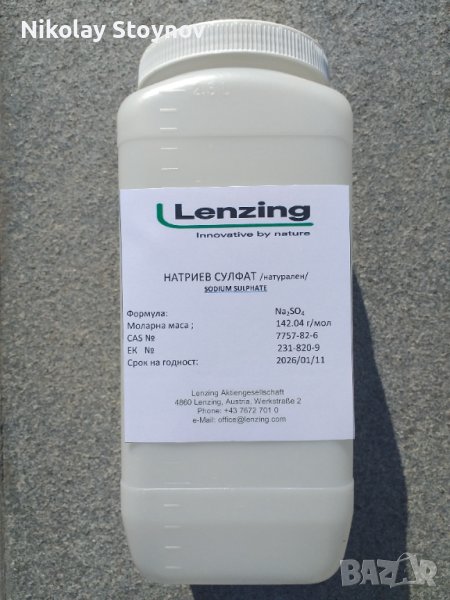 Nikolay Stoynov
Lenzing
Innovative by nature
НАТРИЕВ СУЛФАТ /натурален/
SODIUM SULPHATE
Формула: Na₂SO₄
Моларна маса ; 142.04 г/мол
CAS № 7757-82-6
ЕК № 231-820-9
Срок на годност: 2026/01/11
Lenzing Aktiengesellschaft
4860 Lenzing, Austria, Werkstraße 2
Phone: +43 7672 701 0
e-Mail: office@lenzing.com
BAZAR